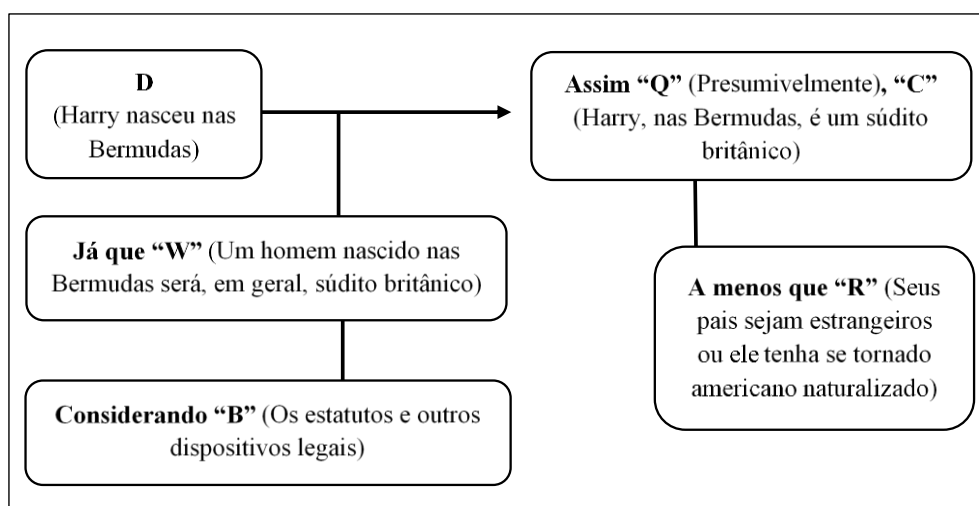 D
(Harry nasceu nas
Bermudas)
Assim “Q” (Presumivelmente), “C”
(Harry, nas Bermudas, é um súdito
britânico)
Já que “W” (Um homem nascido nas
Bermudas será, em geral, súdito britânico)
A menos que “R” (Seus
pais sejam estrangeiros
ou ele tenha se tornado
americano naturalizado)
Considerando “B” (Os estatutos e outros
dispositivos legais)